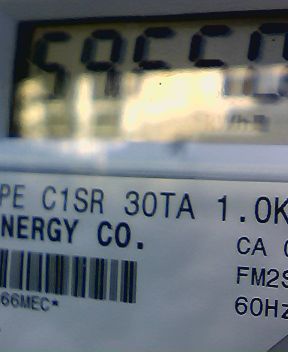 PE C1SR 30TA 1.0K
NERGY CO.
CA
FM2S
66MEC*
60Hz